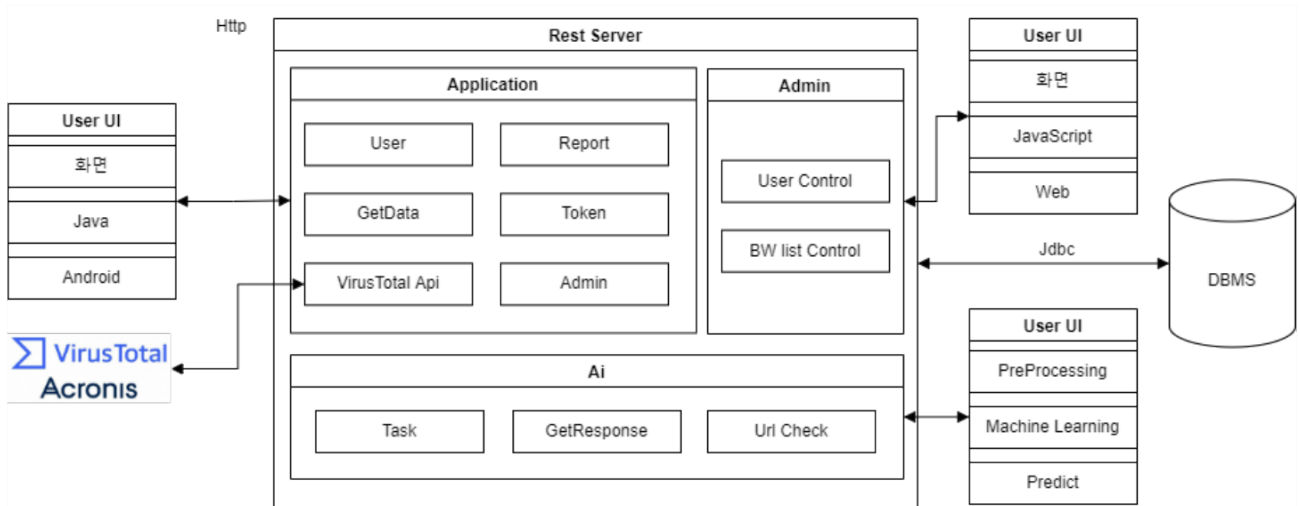 Http
Rest Server
Application
User
Report
GetData
Token
VirusTotal Api
Admin
Admin
User Control
BW list Control
Ai
Task
GetResponse
Url Check
User UI
화면
Java
Android
VirusTotal
Acronis
User UI
화면
JavaScript
Web
Jdbc
DBMS
User UI
PreProcessing
Machine Learning
Predict